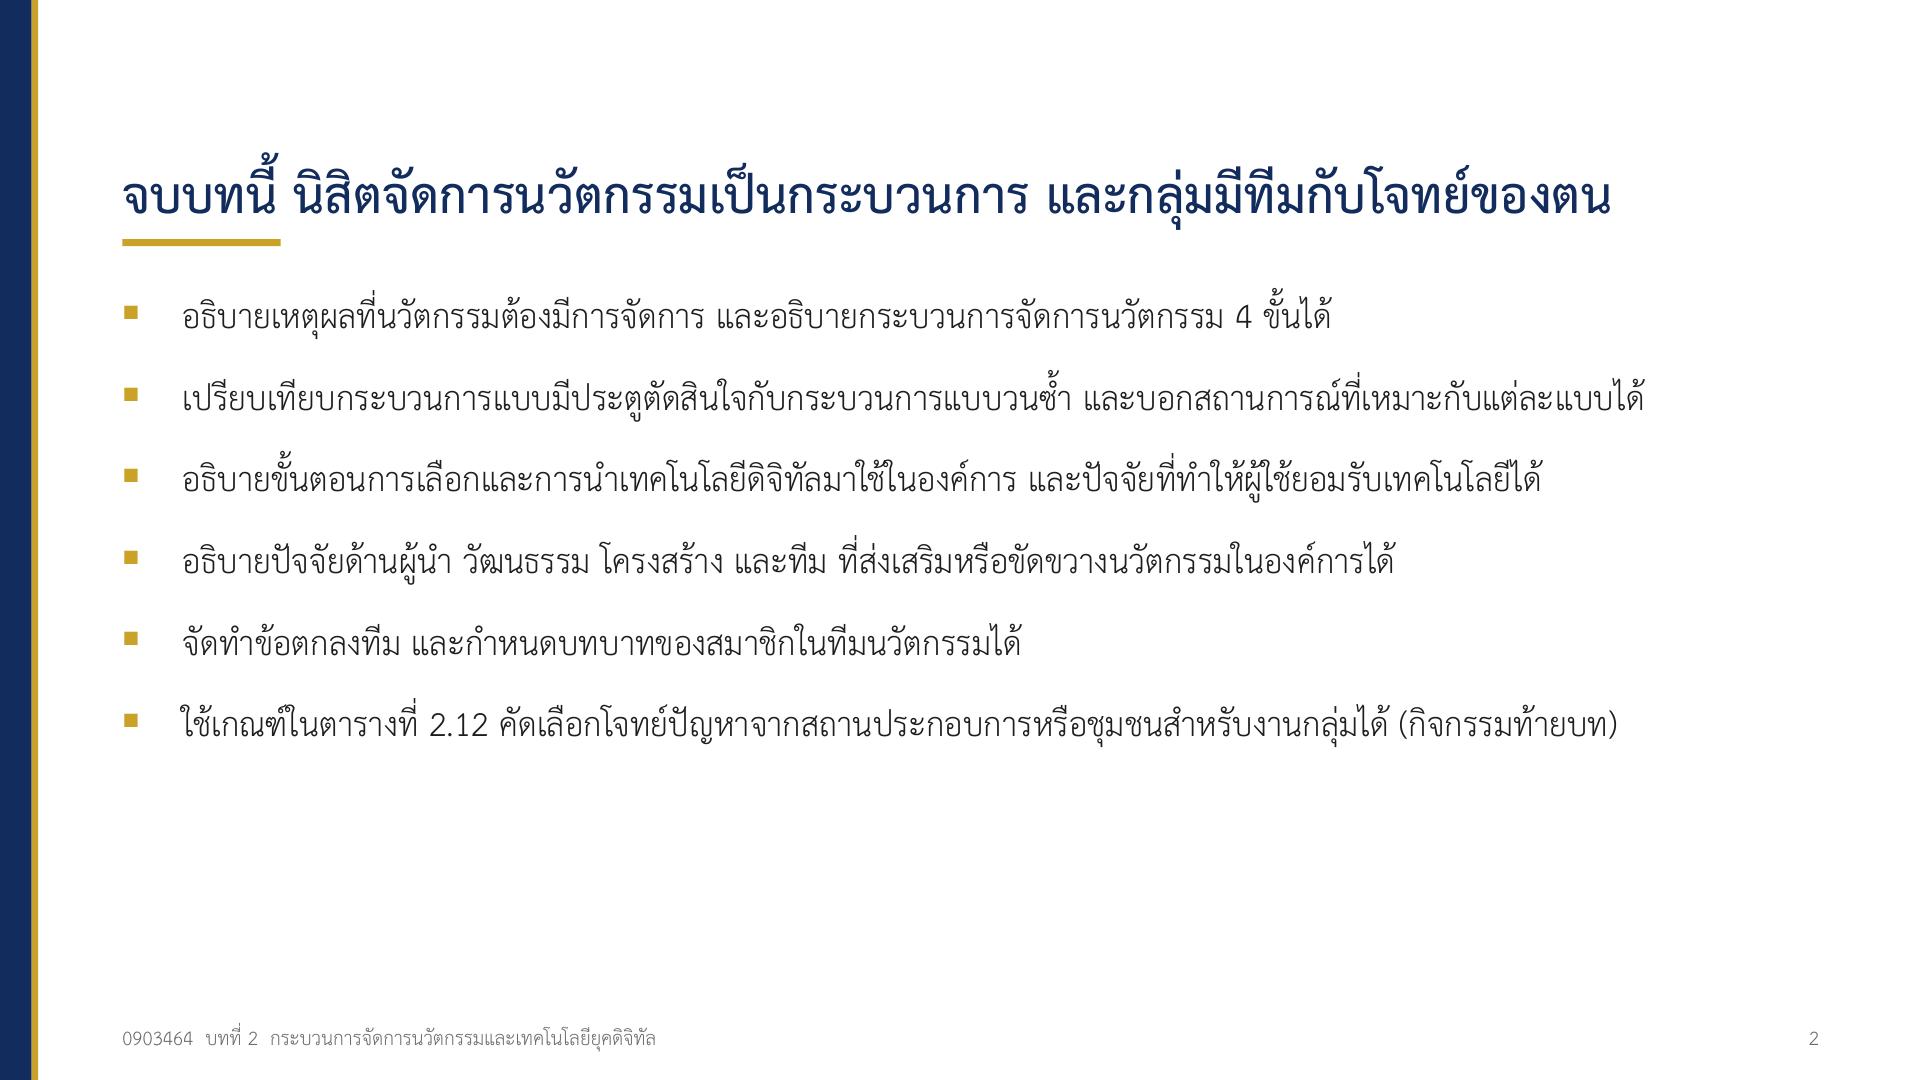 จบบทนี้ นิสิตจัดการนวัตกรรมเป็นกระบวนการ และกลุ่มมีทีมกับโจทย์ของตน
อธิบายเหตุผลที่นวัตกรรมต้องมีการจัดการ และอธิบายกระบวนการจัดการนวัตกรรม 4 ขั้นได้
เปรียบเทียบกระบวนการแบบมีประตูตัดสินใจกับกระบวนการแบบวนซ้ำ และบอกสถานการณ์ที่เหมาะกับแต่ละแบบได้
อธิบายขั้นตอนการเลือกและการนำเทคโนโลยีดิจิทัลมาใช้ในองค์การ และปัจจัยที่ทำให้ผู้ใช้ยอมรับเทคโนโลยีได้
อธิบายปัจจัยด้านผู้นำ วัฒนธรรม โครงสร้าง และทีม ที่ส่งเสริมหรือขัดขวางนวัตกรรมในองค์การได้
จัดทำข้อตกลงทีม และกำหนดบทบาทของสมาชิกในทีมนวัตกรรมได้
ใช้เกณฑ์ในตารางที่ 2.12 คัดเลือกโจทย์ปัญหาจากสถานประกอบการหรือชุมชนสำหรับงานกลุ่มได้ (กิจกรรมท้ายบท)
0903464 บทที่ 2 กระบวนการจัดการนวัตกรรมและเทคโนโลยียุคดิจิทัล
2